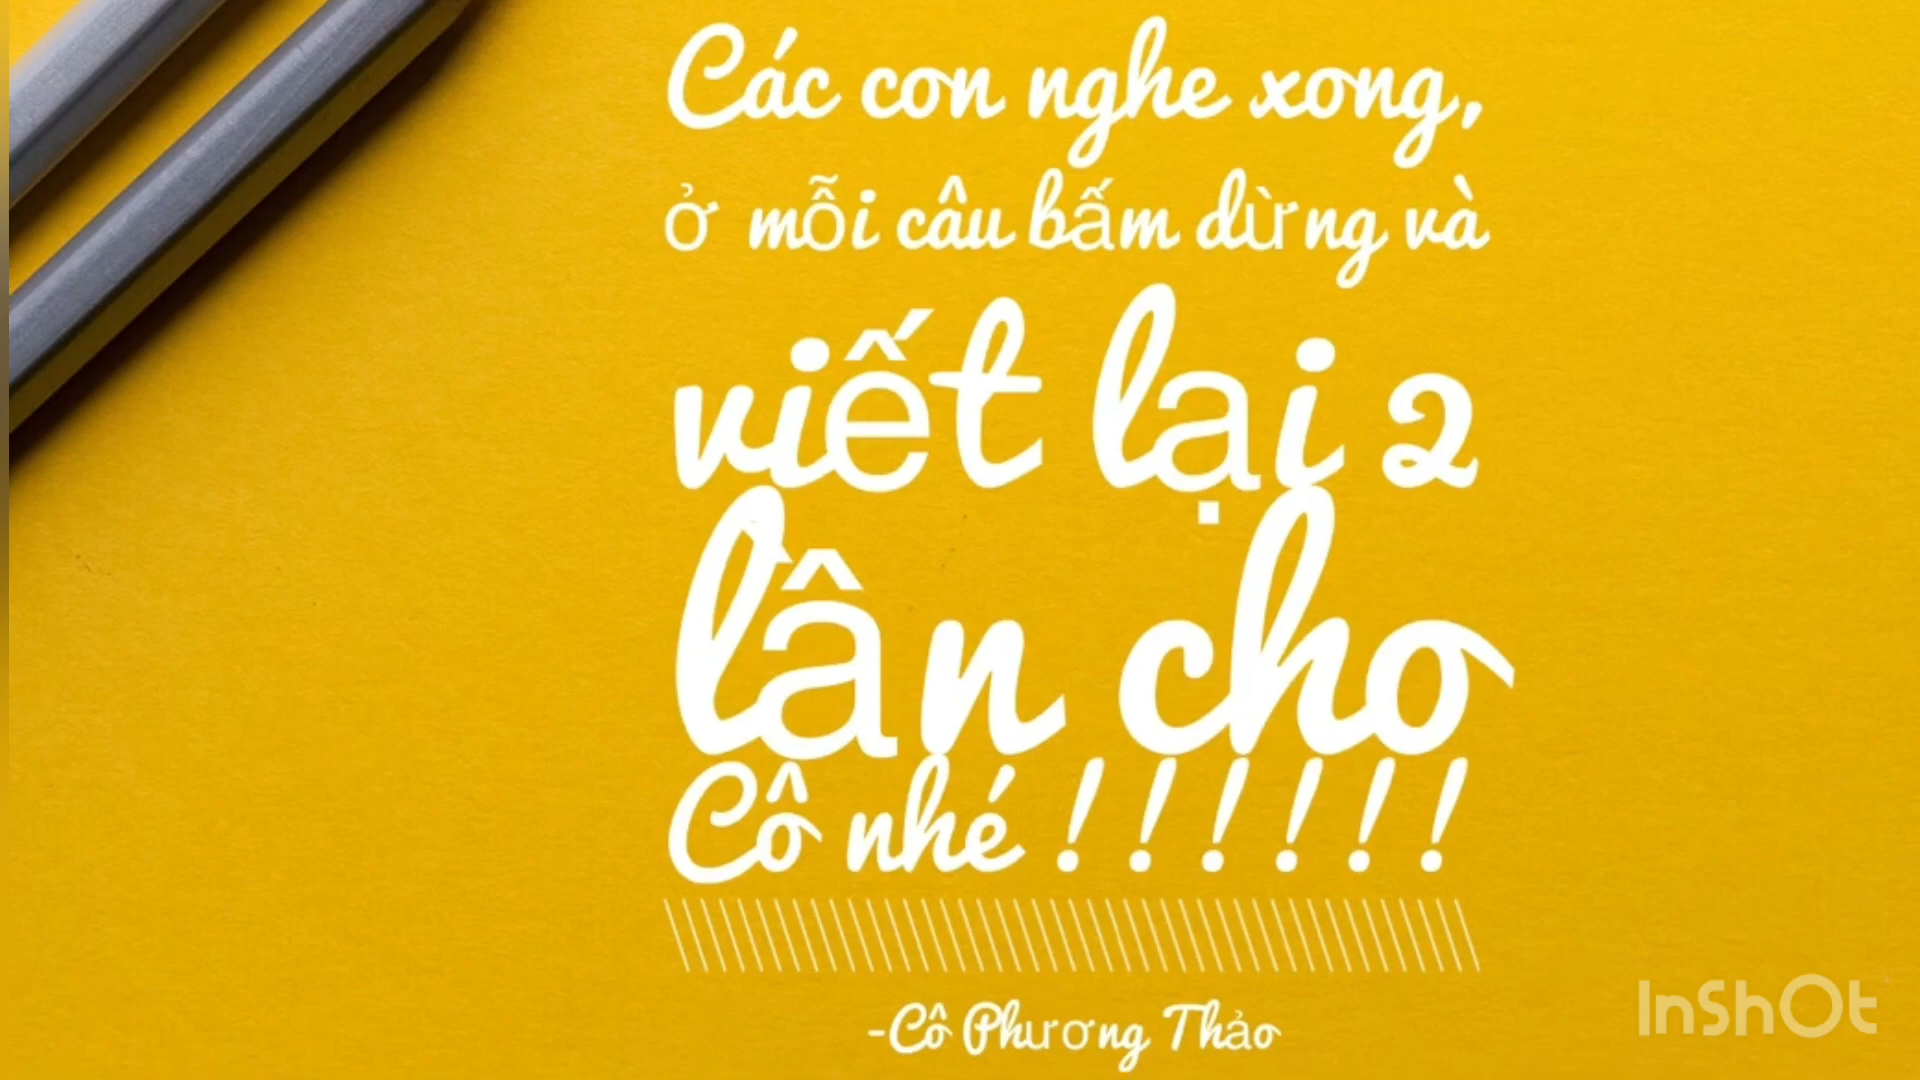 Các con nghe xong,
ở mỗi câu bấm dừng và
viết lại 2
lần cho
Cô nhé !!!!!!
-Cô Phương Thảo
InShOt